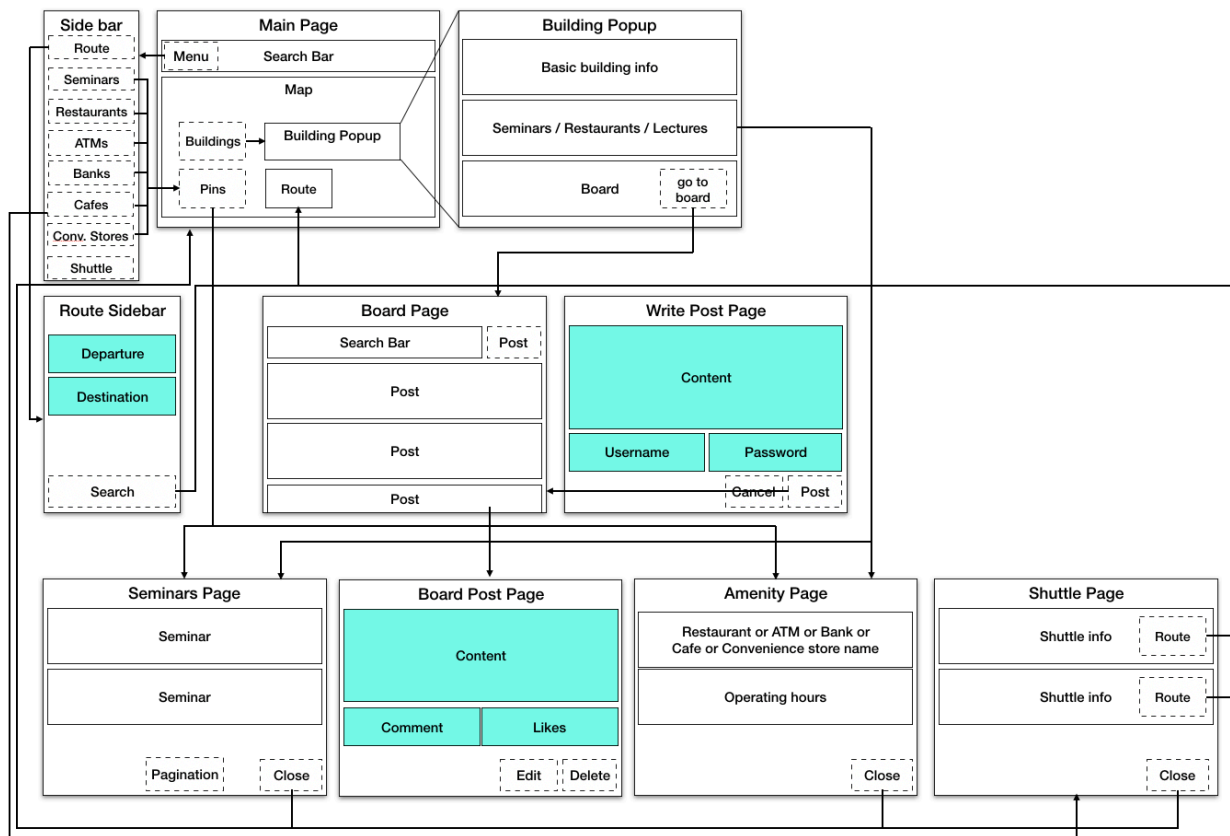 Side bar
Route
Seminars
Restaurants
ATMs
Banks
Cafes
Conv. Stores
Shuttle
Main Page
Menu
Search Bar
Map
Buildings
Building Popup
Pins
Route
Building Popup
Basic building info
Seminars / Restaurants / Lectures
Board
go to
board
Route Sidebar
Departure
Destination
Search
Board Page
Search Bar
Post
Post
Post
Post
Write Post Page
Content
Username
Password
Cancel
Post
Seminars Page
Seminar
Seminar
Pagination
Close
Board Post Page
Content
Comment
Likes
Edit
Delete
Amenity Page
Restaurant or ATM or Bank or
Cafe or Convenience store name
Operating hours
Close
Shuttle Page
Shuttle info
Route
Shuttle info
Route
Close